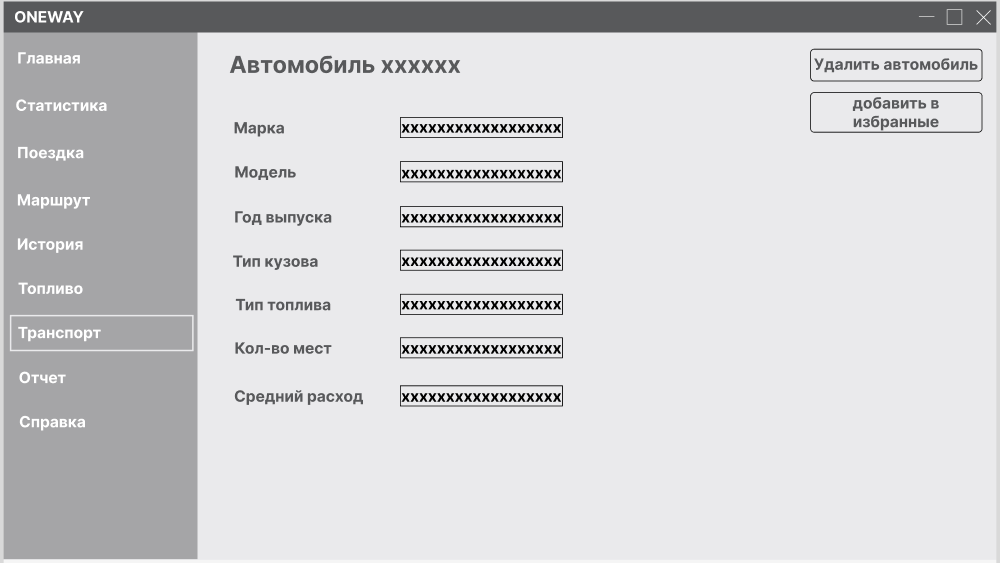 ONEWAY
Главная
Статистика
Поездка
Маршрут
История
Топливо
Транспорт
Отчет
Справка
Автомобиль xxxxxx
Удалить автомобиль
добавить в
избранные
Марка xxxxxxxxxxxxxxxxxx
Модель xxxxxxxxxxxxxxxxxx
Год выпуска xxxxxxxxxxxxxxxxxx
Тип кузова xxxxxxxxxxxxxxxxxx
Тип топлива xxxxxxxxxxxxxxxxxx
Кол-во мест xxxxxxxxxxxxxxxxxx
Средний расход xxxxxxxxxxxxxxxxxx